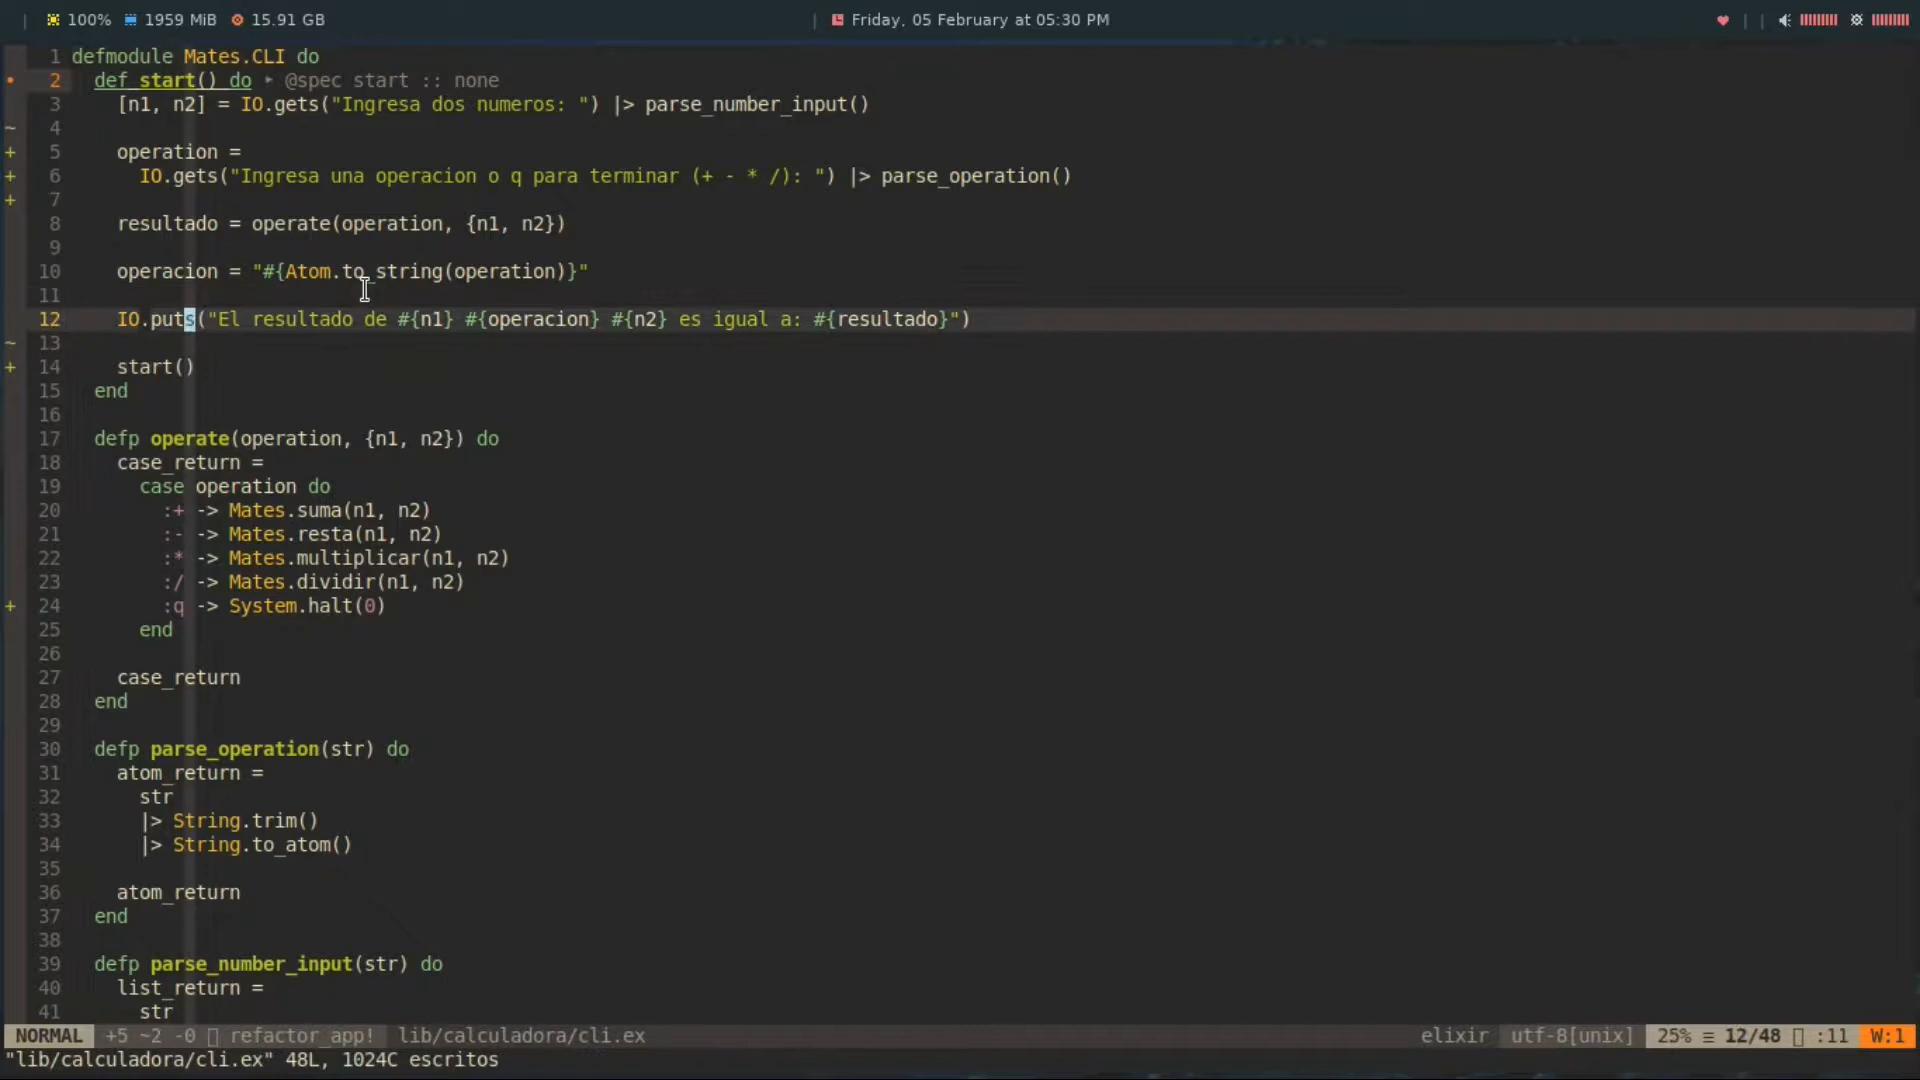 100% 1959 MiB 15.91 GB Friday, 05 February at 05:30 PM
1 defmodule Mates.CLI do
2 def start() do ‣ @spec start :: none
3 [n1, n2] = IO.gets("Ingresa dos numeros: ") |> parse_number_input()
~ 4
+ 5 operation =
+ 6 IO.gets("Ingresa una operacion o q para terminar (+ - * /): ") |> parse_operation()
+ 7
8 resultado = operate(operation, {n1, n2})
9
10 operacion = "#{Atom.to_string(operation)}"
11
12 IO.puts("El resultado de #{n1} #{operacion} #{n2} es igual a: #{resultado}")
~ 13
+ 14 start()
15 end
16
17 defp operate(operation, {n1, n2}) do
18 case_return =
19 case operation do
20 :+ -> Mates.suma(n1, n2)
21 :- -> Mates.resta(n1, n2)
22 :* -> Mates.multiplicar(n1, n2)
23 :/ -> Mates.dividir(n1, n2)
+ 24 :q -> System.halt(0)
25 end
26
27 case_return
28 end
29
30 defp parse_operation(str) do
31 atom_return =
32 str
33 |> String.trim()
34 |> String.to_atom()
35
36 atom_return
37 end
38
39 defp parse_number_input(str) do
40 list_return =
41 str
NORMAL +5 ~2 -0 refactor_app! lib/calculadora/cli.ex elixir utf-8[unix] 25% ≡ 12/48 :11 W:1
"lib/calculadora/cli.ex" 48L, 1024C escritos